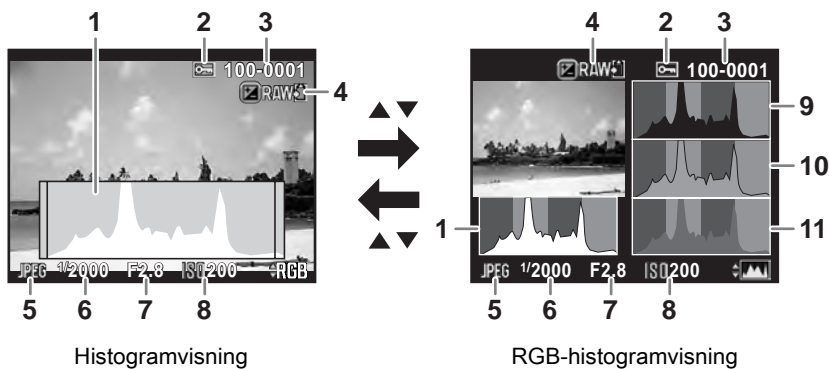 1 2 3
100-0001
RAW 4
1
JPEG 1/2000 F2.8 ISO200 RGB
5 6 7 8
Histogramvisning
4 2 3
RAW 100-0001
9
10
1 11
JPEG 1/2000 F2.8 ISO200
5 6 7 8
RGB-histogramvisning